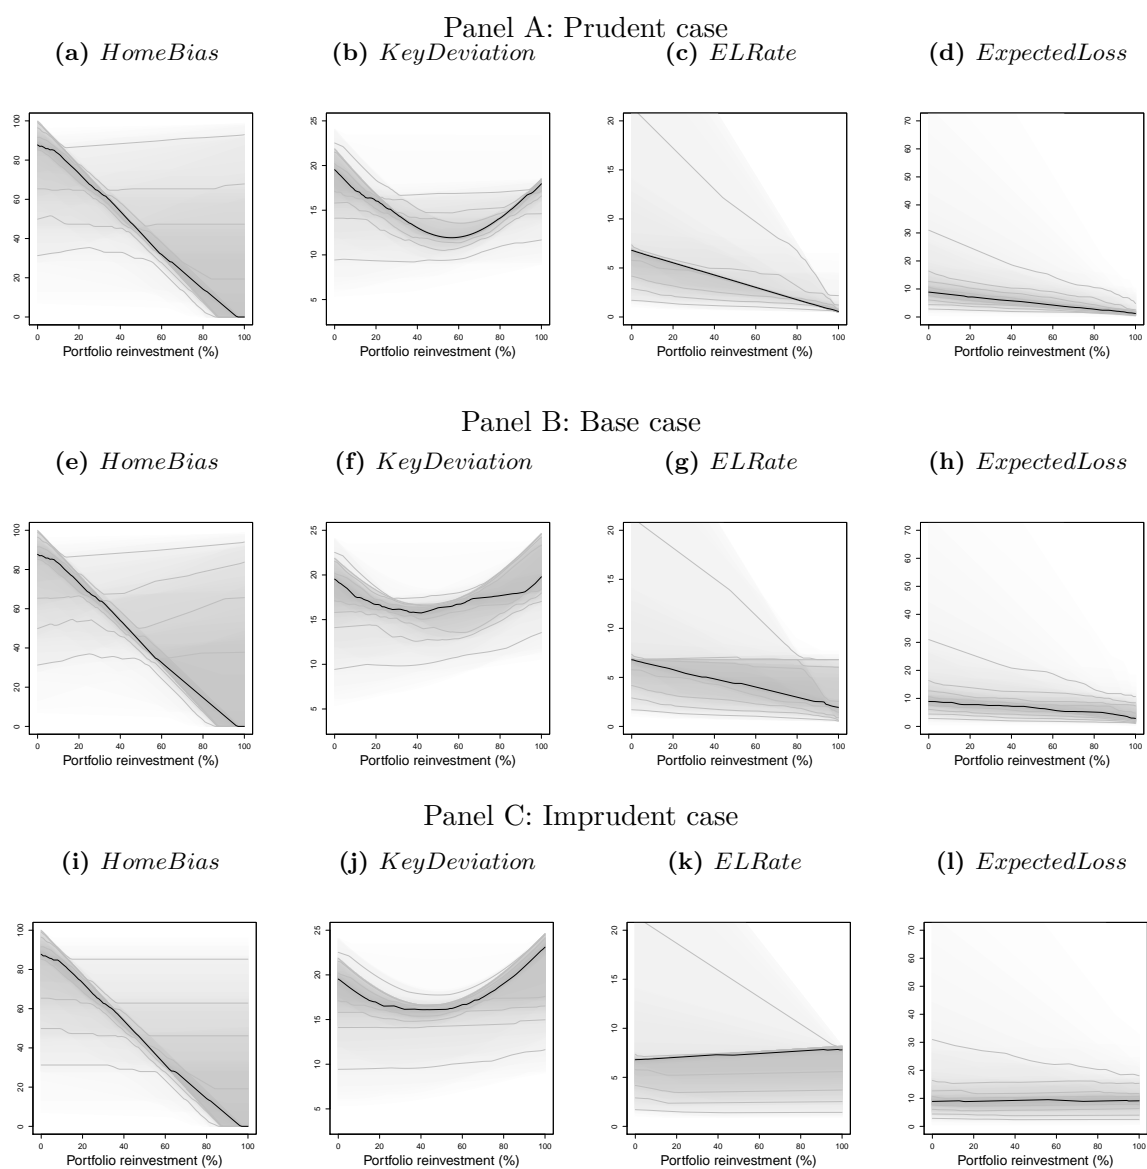 Panel A: Prudent case
(a) HomeBias (b) KeyDeviation (c) ELRate (d) ExpectedLoss
100 80 60 40 20 0
0 20 40 60 80 100
Portfolio reinvestment (%)
25 20 15 10 5
0 20 40 60 80 100
Portfolio reinvestment (%)
20 15 10 5 0
0 20 40 60 80 100
Portfolio reinvestment (%)
70 60 50 40 30 20 10 0
0 20 40 60 80 100
Portfolio reinvestment (%)
Panel B: Base case
(e) HomeBias (f) KeyDeviation (g) ELRate (h) ExpectedLoss
100 80 60 40 20 0
0 20 40 60 80 100
Portfolio reinvestment (%)
25 20 15 10 5
0 20 40 60 80 100
Portfolio reinvestment (%)
20 15 10 5 0
0 20 40 60 80 100
Portfolio reinvestment (%)
70 60 50 40 30 20 10 0
0 20 40 60 80 100
Portfolio reinvestment (%)
Panel C: Imprudent case
(i) HomeBias (j) KeyDeviation (k) ELRate (l) ExpectedLoss
100 80 60 40 20 0
0 20 40 60 80 100
Portfolio reinvestment (%)
25 20 15 10 5
0 20 40 60 80 100
Portfolio reinvestment (%)
20 15 10 5 0
0 20 40 60 80 100
Portfolio reinvestment (%)
70 60 50 40 30 20 10 0
0 20 40 60 80 100
Portfolio reinvestment (%)